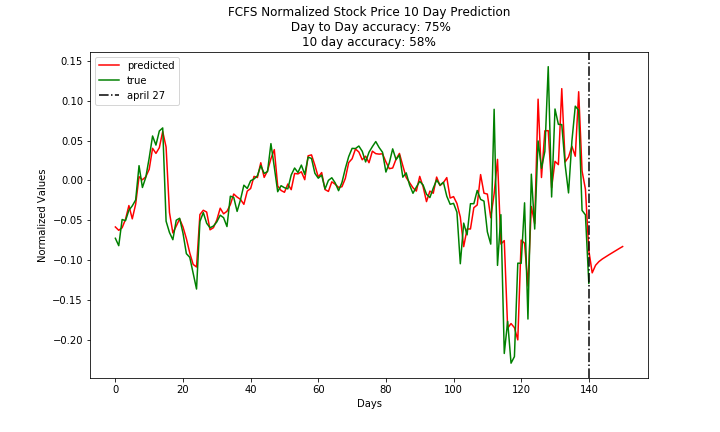 FCFS Normalized Stock Price 10 Day Prediction
Day to Day accuracy: 75%
10 day accuracy: 58%
predicted
true
april 27
Normalized Values
0.15
0.10
0.05
0.00
−0.05
−0.10
−0.15
−0.20
0 20 40 60 80 100 120 140
Days